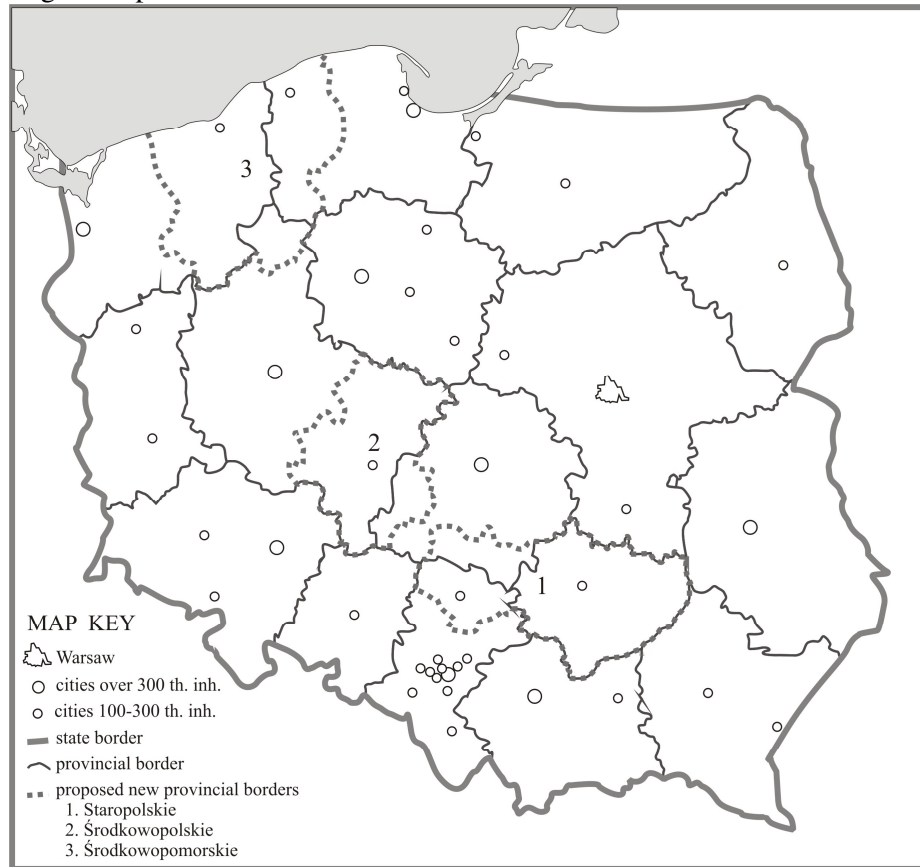 3
2
1
MAP KEY
Warsaw
cities over 300 th. inh.
cities 100-300 th. inh.
state border
provincial border
proposed new provincial borders
1. Staropolskie
2. Środkowopolskie
3. Środkowopomorskie